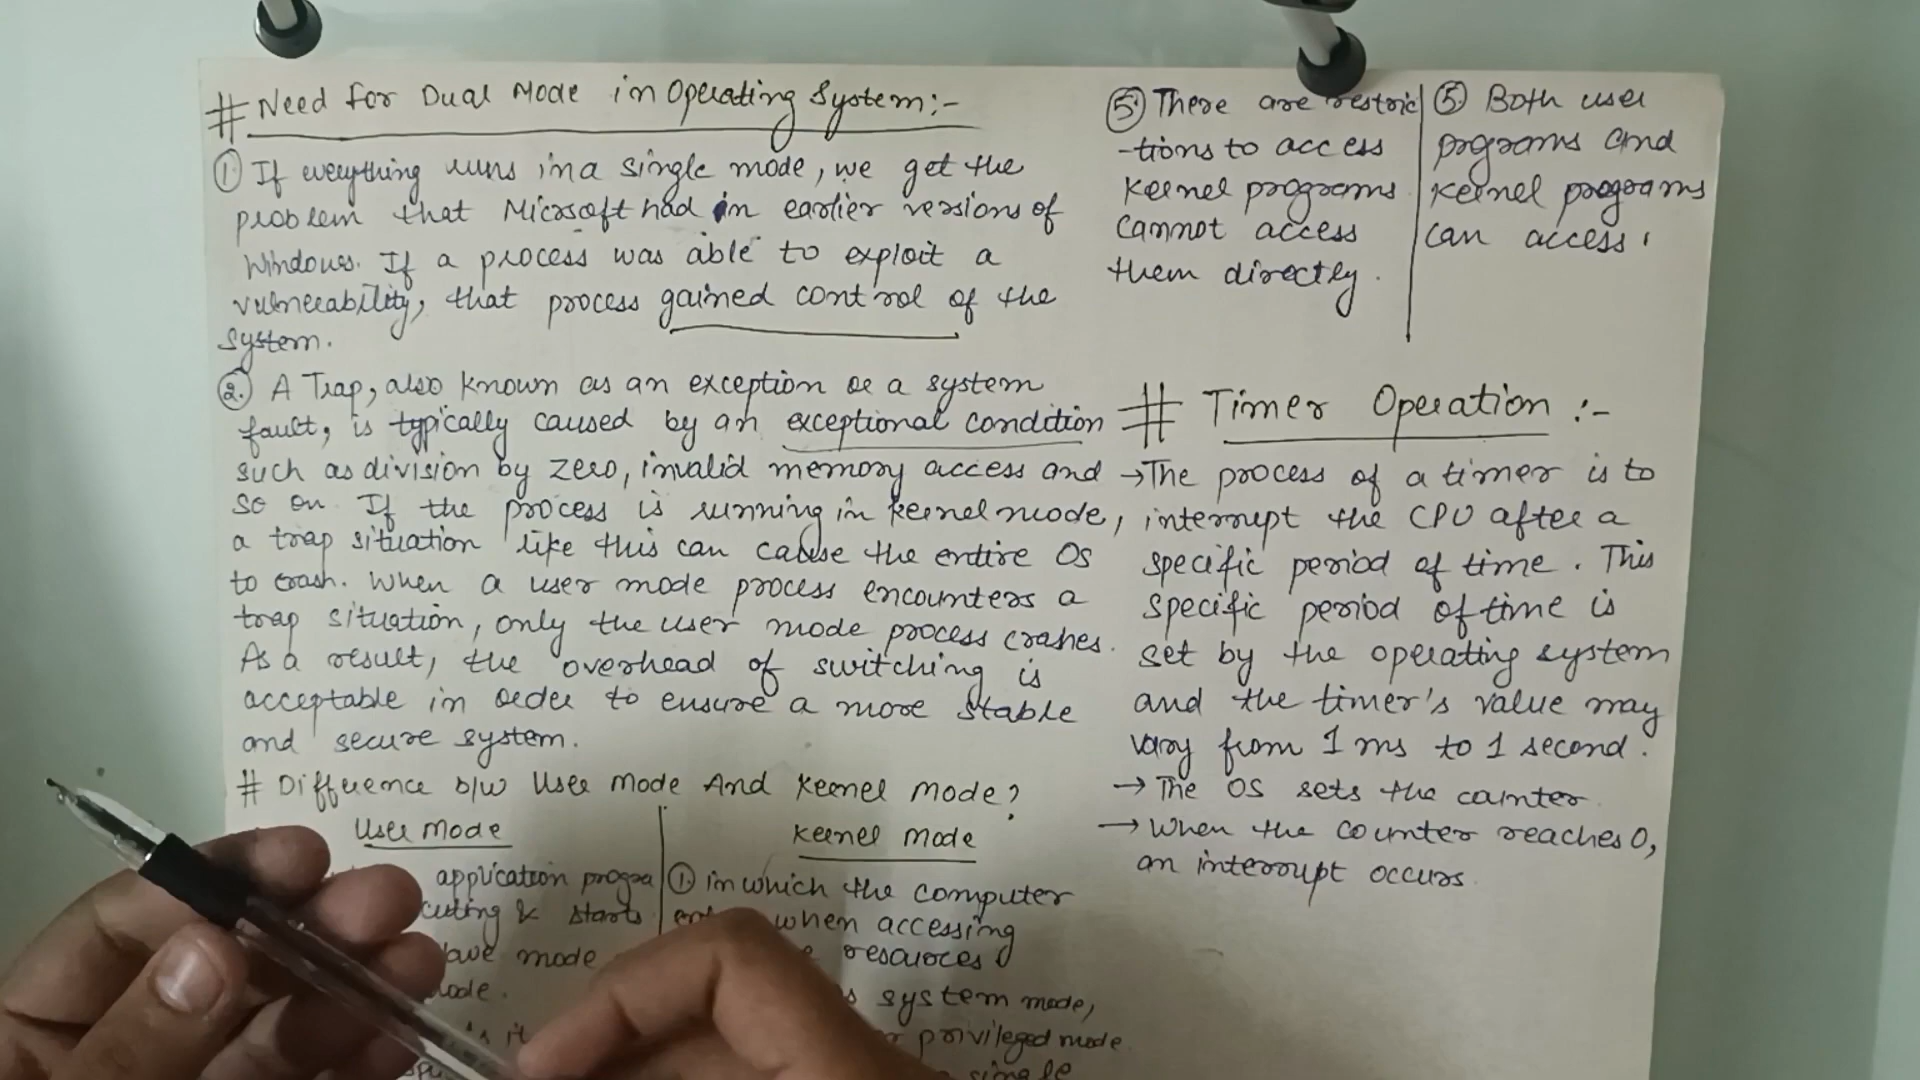 # Need for Dual Mode in Operating System:-
① If everything runs in a single mode, we get the
problem that Microsoft had in earlier versions of
Windows. If a process was able to exploit a
vulnerability, that process gained control of the
system.
②. A Trap, also known as an exception or a system
fault, is typically caused by an exceptional condition
such as division by zero, invalid memory access and
so on. If the process is running in kernel mode,
a trap situation like this can cause the entire OS
to crash. When a user mode process encounters a
trap situation, only the user mode process crashes.
As a result, the overhead of switching is
acceptable in order to ensure a more stable
and secure system.
# Difference b/w User Mode And Kernel Mode?
User Mode
application progra
cuting & starts
lave mode
ode.
it
Kernel Mode
① in which the computer
when accessing
resources
system mode,
privileged mode.
single
⑤ There are restric
-tions to access
kernel programs
cannot access
them directly.
⑤ Both user
programs and
kernel programs
can access.
# Timer Operation :-
→ The process of a timer is to
interrupt the CPU after a
specific period of time. This
specific period of time is
set by the operating system
and the timer's value may
vary from 1 ms to 1 second.
→ The OS sets the counter
→ When the counter reaches 0,
an interrupt occurs.